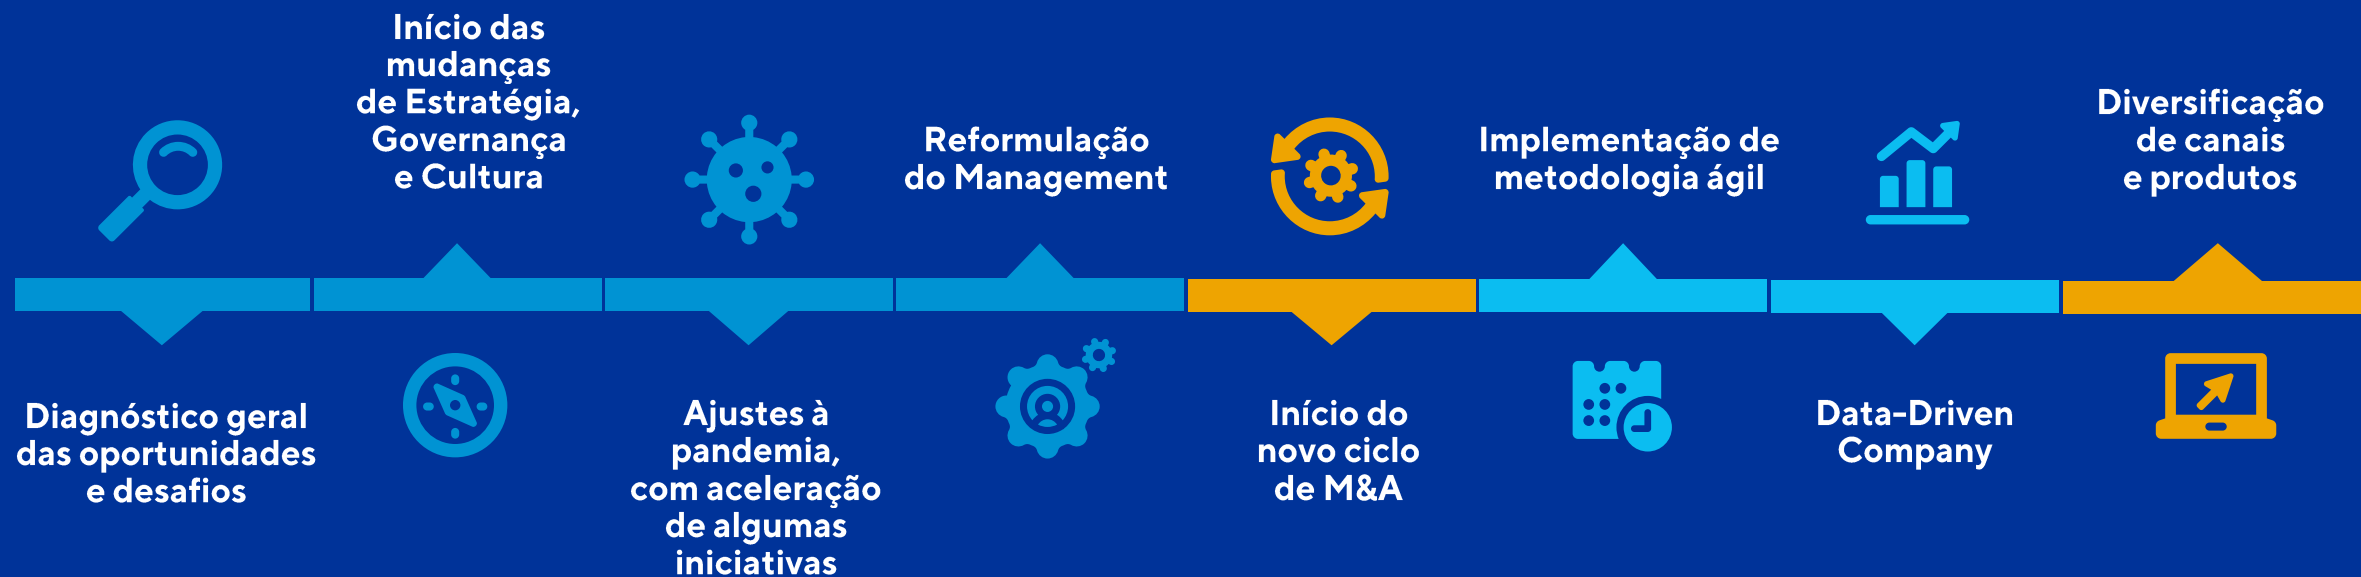 Diagnóstico geral
das oportunidades
e desafios
Início das
mudanças
de Estratégia,
Governança
e Cultura
Ajustes à
pandemia,
com aceleração
de algumas
iniciativas
Reformulação
do Management
Início do
novo ciclo
de M&A
Implementação de
metodologia ágil
Data-Driven
Company
Diversificação
de canais
e produtos